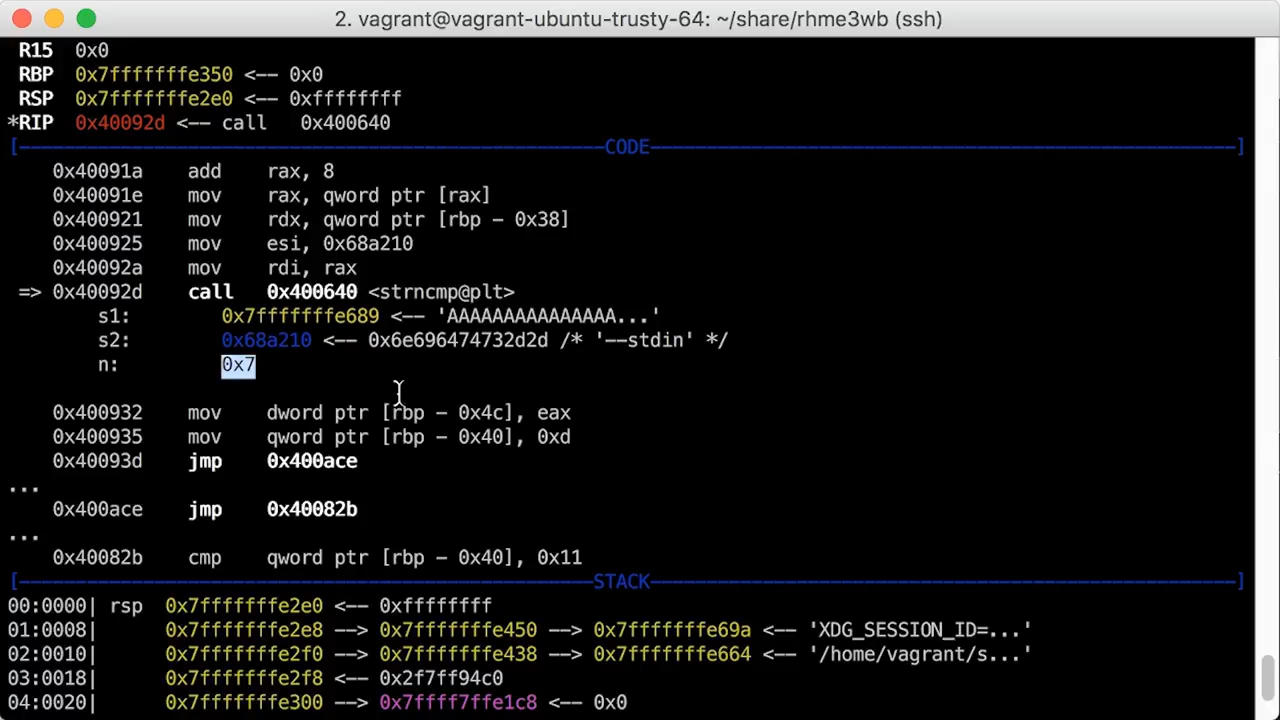 2. vagrant@vagrant-ubuntu-trusty-64: ~/share/rhme3wb (ssh)
R15  0x0
RBP  0x7fffffffe350 <—— 0x0
RSP  0x7fffffffe2e0 <—— 0xffffffff
*RIP  0x40092d <—— call   0x400640
[————CODE————]
0x40091a    add    rax, 8
0x40091e    mov    rax, qword ptr [rax]
0x400921    mov    rdx, qword ptr [rbp - 0x38]
0x400925    mov    esi, 0x68a210
0x40092a    mov    rdi, rax
=> 0x40092d    call   0x400640 <strncmp@plt>
s1:    0x7fffffffe689 <—— 'AAAAAAAAAAAAAAA...'
s2:    0x68a210 <—— 0x6e696474732d2d /* '--stdin' */
n:    0x7
0x400932    mov    dword ptr [rbp - 0x4c], eax
0x400935    mov    qword ptr [rbp - 0x40], 0xd
0x40093d    jmp    0x400ace
...
0x400ace    jmp    0x40082b
...
0x40082b    cmp    qword ptr [rbp - 0x40], 0x11
[————STACK————]
00:0000| rsp  0x7fffffffe2e0 <—— 0xffffffff
01:0008|      0x7fffffffe2e8 ——> 0x7fffffffe450 ——> 0x7fffffffe69a <—— 'XDG_SESSION_ID=...'
02:0010|      0x7fffffffe2f0 ——> 0x7fffffffe438 ——> 0x7fffffffe664 <—— '/home/vagrant/s...'
03:0018|      0x7fffffffe2f8 <—— 0x2f7ff94c0
04:0020|      0x7fffffffe300 ——> 0x7ffff7ffe1c8 <—— 0x0